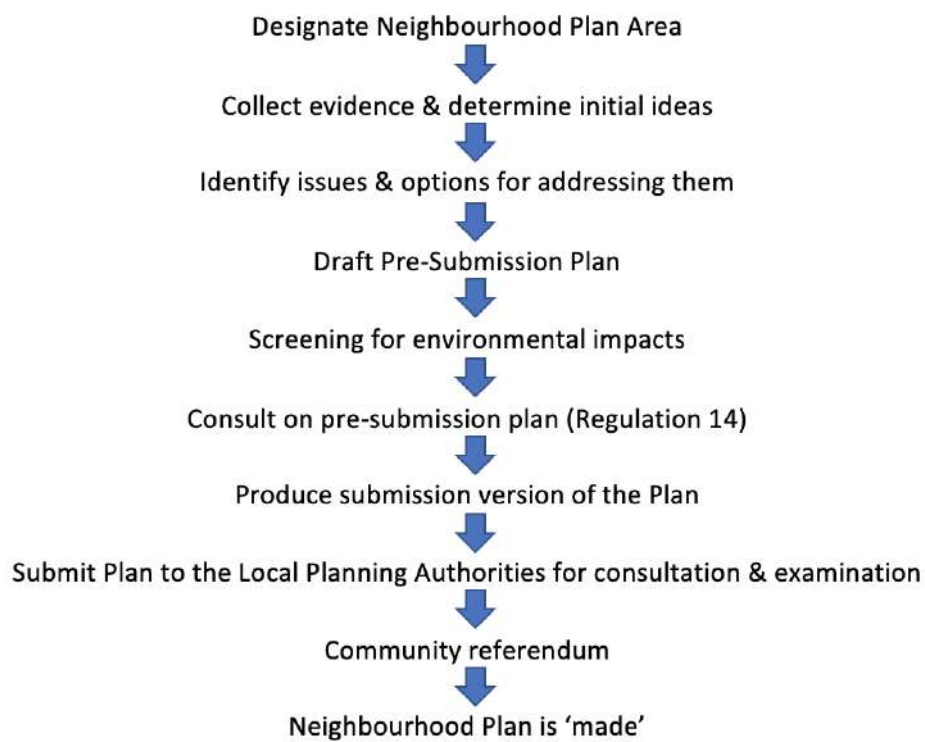 Designate Neighbourhood Plan Area
Collect evidence & determine initial ideas
Identify issues & options for addressing them
Draft Pre-Submission Plan
Screening for environmental impacts
Consult on pre-submission plan (Regulation 14)
Produce submission version of the Plan
Submit Plan to the Local Planning Authorities for consultation & examination
Community referendum
Neighbourhood Plan is ‘made’